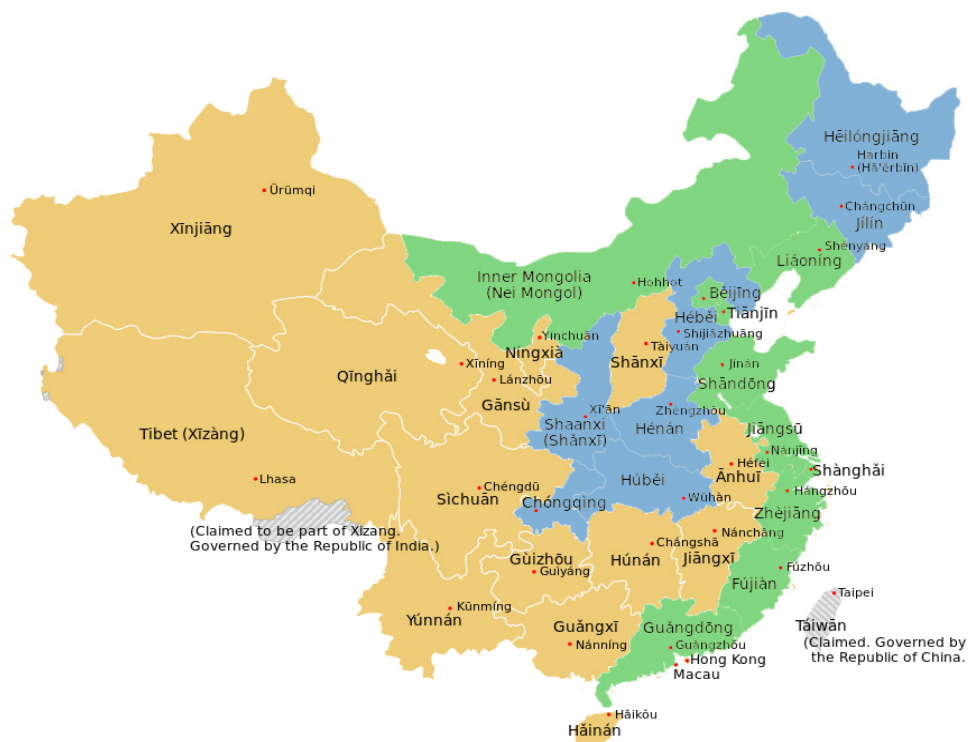 Hēilóngjiāng
Harbin
(Hā'ěrbīn)
Ürümqi
Chángchūn
Jílín
Xīnjiāng
Shěnyáng
Liáoníng
Inner Mongolia
(Nei Mongol)
Hohhot
Běijīng
Tiānjīn
Héběi
Shíjiāzhuāng
Yínchuān
Tàiyuán
Níngxià
Shānxī
Xīníng
Jǐnán
Qīnghǎi
Lánzhōu
Shāndōng
Gānsù
Xī'ān
Zhèngzhōu
Shaanxi
(Shǎnxī)
Hénán
Jiāngsū
Tibet (Xīzàng)
Nánjīng
Héfeí
Shànghǎi
Ānhuī
Lhasa
Chéngdū
Húběi
Hángzhōu
Sìchuān
Chóngqìng
Wǔhàn
Zhèjiāng
(Claimed to be part of Xizang.
Governed by the Republic of India.)
Nánchāng
Chángshā
Gùizhōu
Húnán
Jiāngxī
Guìyáng
Fúzhōu
Fújiàn
Taipei
Kūnmíng
Yúnnán
Guǎngxī
Guǎngdōng
Táiwān
(Claimed. Governed by
the Republic of China.
Nánníng
Guǎngzhōu
Hong Kong
Macau
Hǎikǒu
Hǎinán